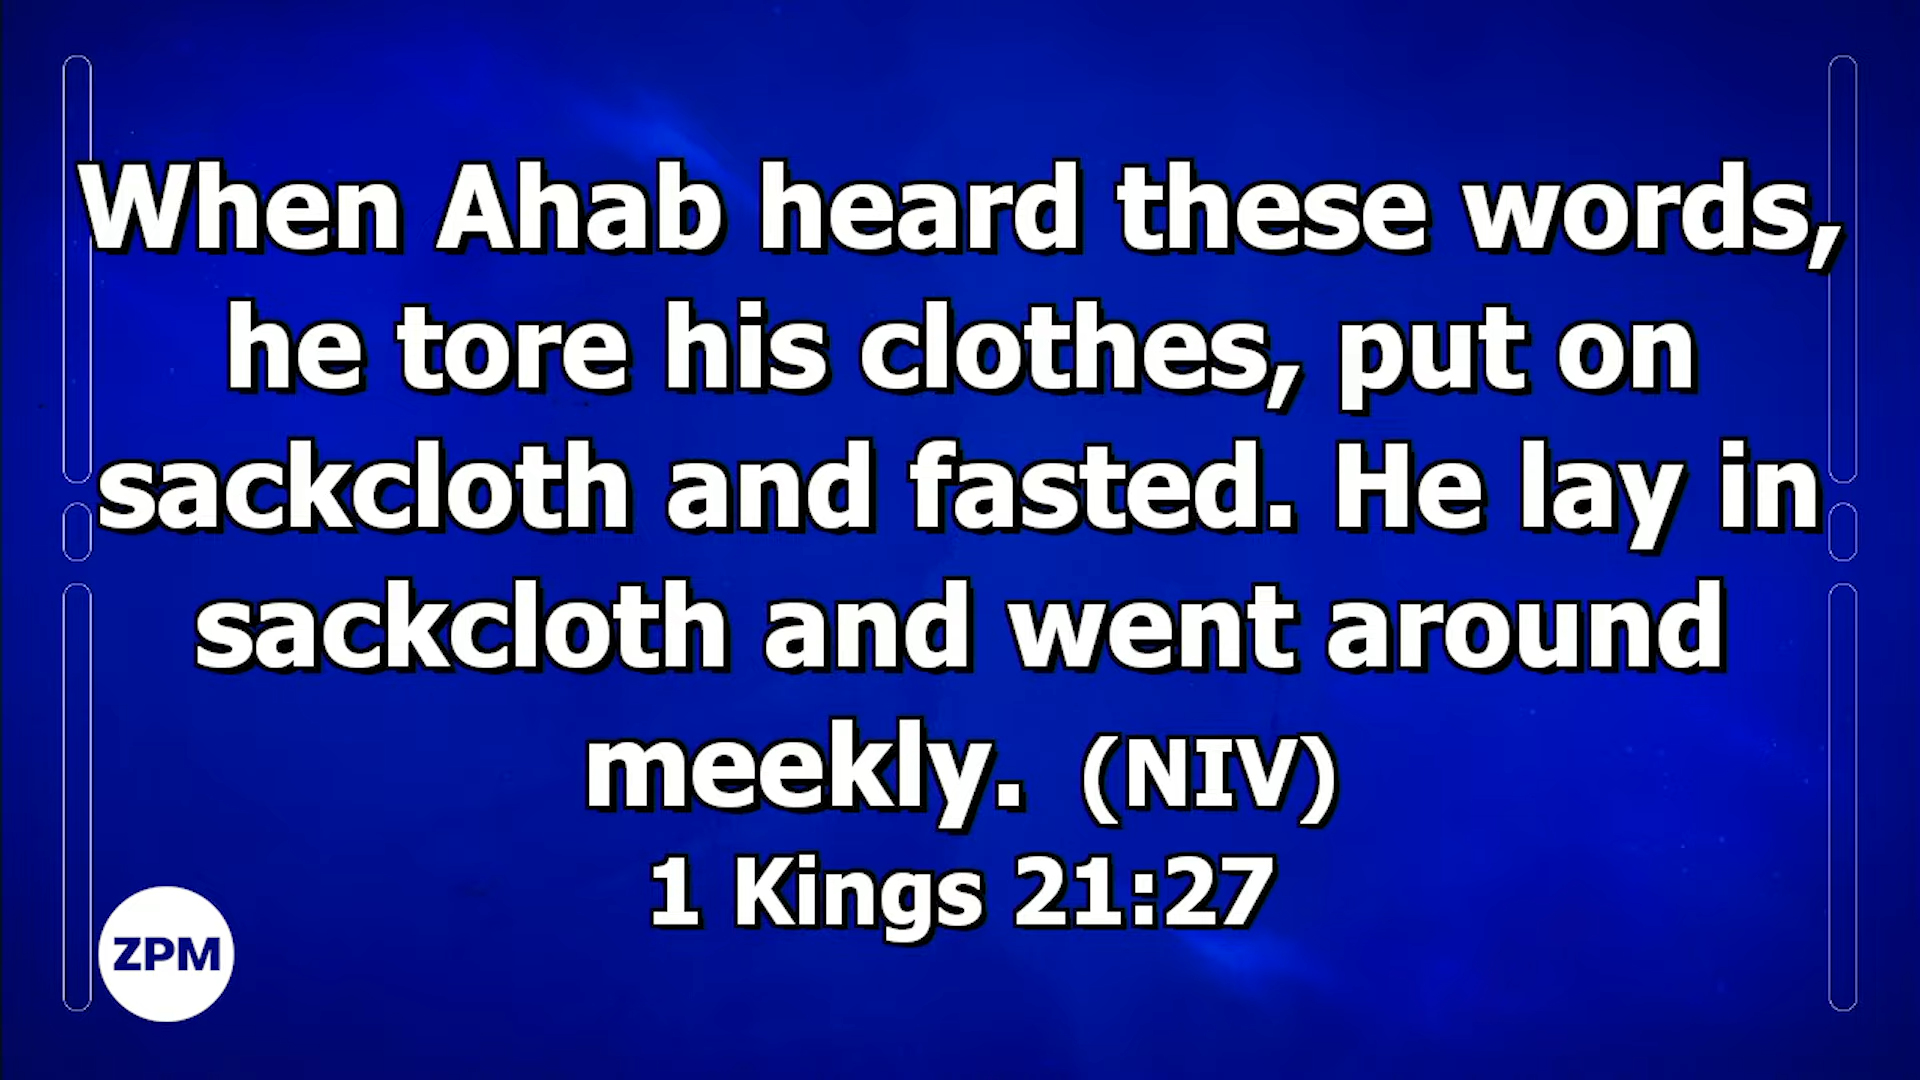 When Ahab heard these words,
he tore his clothes, put on
sackcloth and fasted. He lay in
sackcloth and went around
meekly. (NIV)
1 Kings 21:27
ZPM